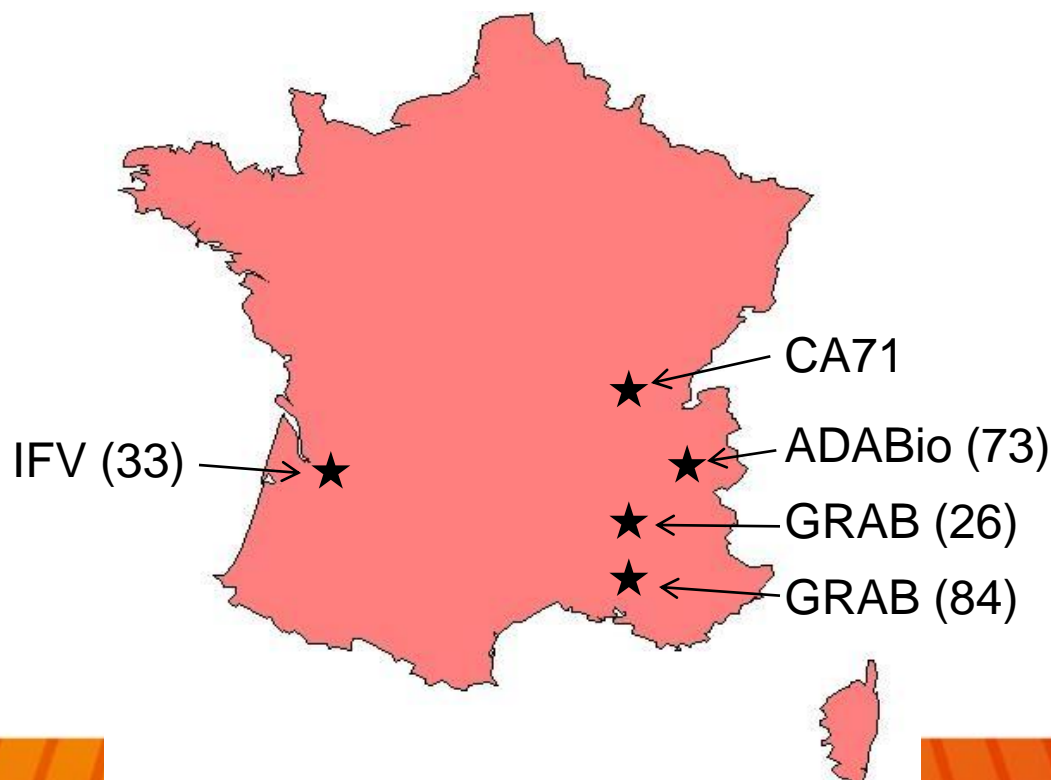 CA71
IFV (33)
ADABio (73)
GRAB (26)
GRAB (84)